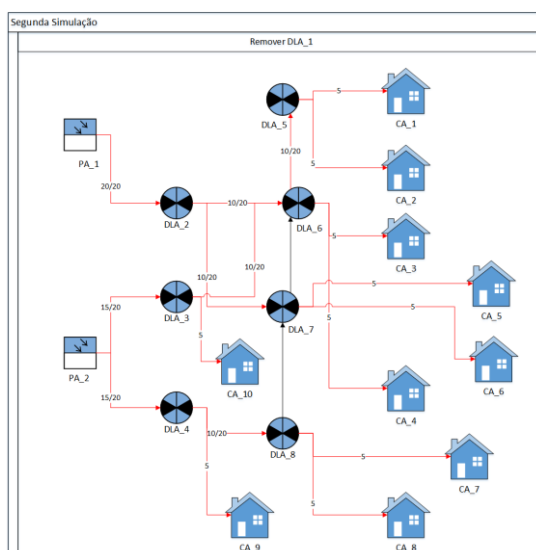 Segunda Simulação
Remover DLA_1
5
CA_1
DLA_5
PA_1
10/20
5
CA_2
20/20
10/20
DLA_2
DLA_6
5
CA_3
10/20
10/20
15/20
5
CA_5
DLA_3
DLA_7
5
5
5
PA_2
CA_10
CA_6
15/20
CA_4
DLA_4
10/20
DLA_8
5
5
CA_7
5
CA_9
CA_8